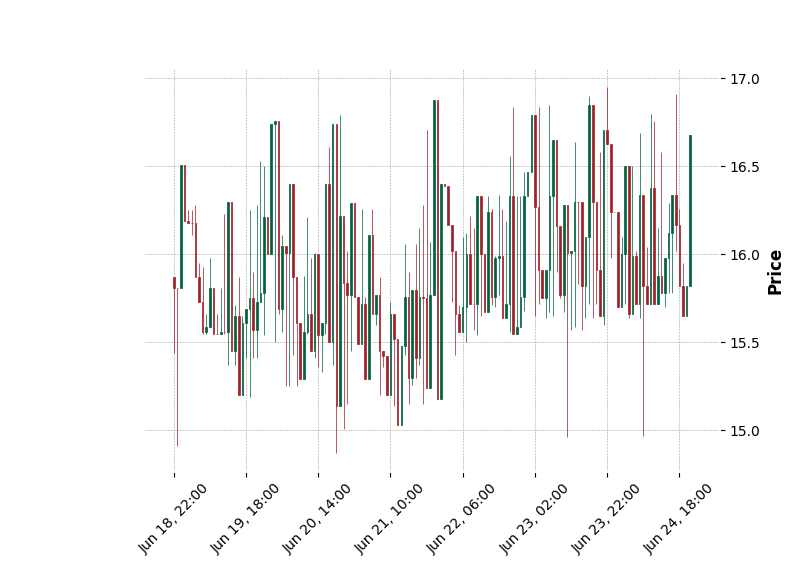 17.0
16.5
16.0
15.5
15.0
Price
Jun 18, 22:00
Jun 19, 18:00
Jun 20, 14:00
Jun 21, 10:00
Jun 22, 06:00
Jun 23, 02:00
Jun 23, 22:00
Jun 24, 18:00